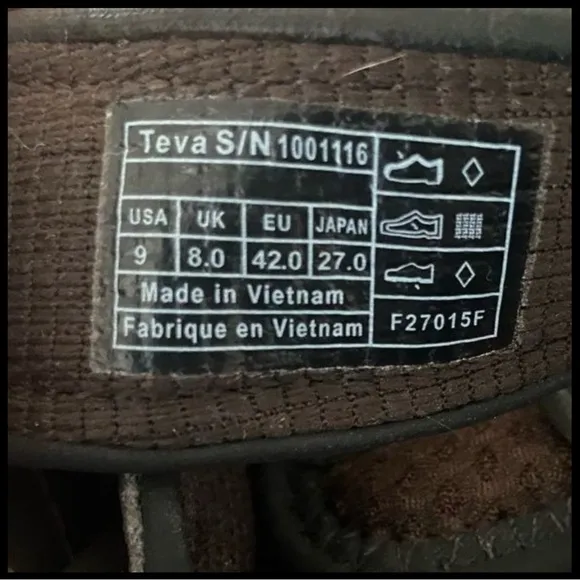 Teva S/N 1001116
USA UK EU JAPAN
9 8.0 42.0 27.0
Made in Vietnam
Fabrique en Vietnam
F27015F